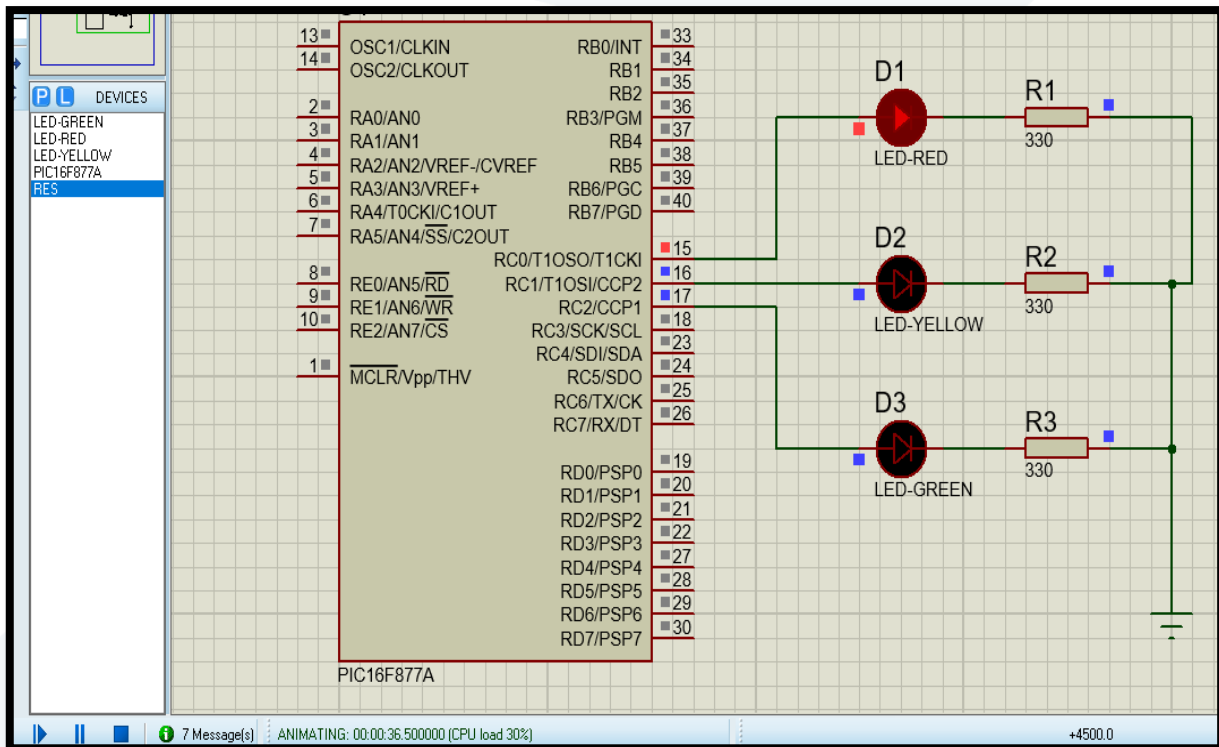 DEVICES
LED-GREEN
LED-RED
LED-YELLOW
PIC16F877A
RES
13
OSC1/CLKIN
14
OSC2/CLKOUT
2
RA0/AN0
3
RA1/AN1
4
RA2/AN2/VREF-/CVREF
5
RA3/AN3/VREF+
6
RA4/T0CKI/C1OUT
7
RA5/AN4/SS/C2OUT
8
RE0/AN5/RD
9
RE1/AN6/WR
10
RE2/AN7/CS
1
MCLR/Vpp/THV
RB0/INT
33
RB1
34
RB2
35
RB3/PGM
36
RB4
37
RB5
38
RB6/PGC
39
RB7/PGD
40
RC0/T1OSO/T1CKI
15
RC1/T1OSI/CCP2
16
RC2/CCP1
17
RC3/SCK/SCL
18
RC4/SDI/SDA
23
RC5/SDO
24
RC6/TX/CK
25
RC7/RX/DT
26
RD0/PSP0
19
RD1/PSP1
20
RD2/PSP2
21
RD3/PSP3
22
RD4/PSP4
27
RD5/PSP5
28
RD6/PSP6
29
RD7/PSP7
30
PIC16F877A
D1
LED-RED
R1
330
D2
LED-YELLOW
R2
330
D3
LED-GREEN
R3
330
P L
7 Message(s)
ANIMATING: 00:00:36.500000 (CPU load 30%)
+4500.0